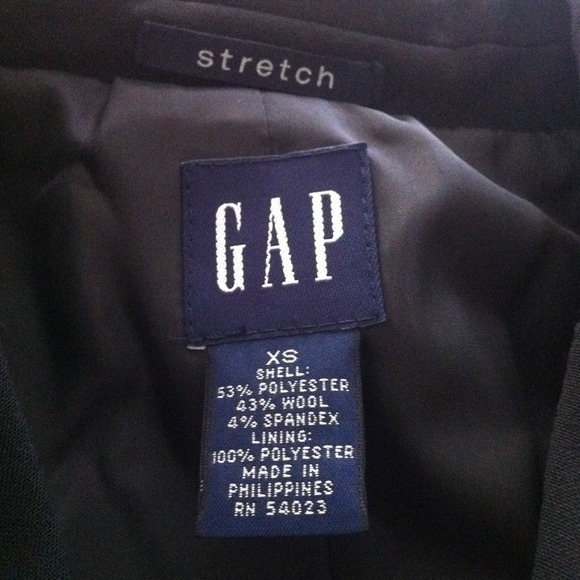 stretch
GAP
XS
SHELL:
53% POLYESTER
43% WOOL
4% SPANDEX
LINING:
100% POLYESTER
MADE IN
PHILIPPINES
RN 54023